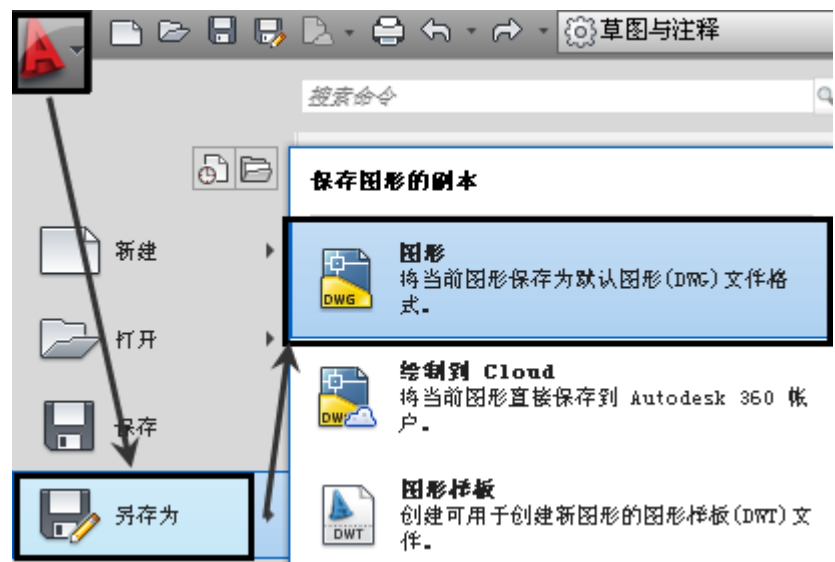 草图与注释
搜索命令
保存图形的副本
新建
图形
将当前图形保存为默认图形(DWG)文件格
式。
DWG
打开
绘制到 Cloud
将当前图形直接保存到 Autodesk 360 帐
户。
保存
图形样板
创建可用于创建新图形的图形样板(DWT)文
件。
DWT
另存为